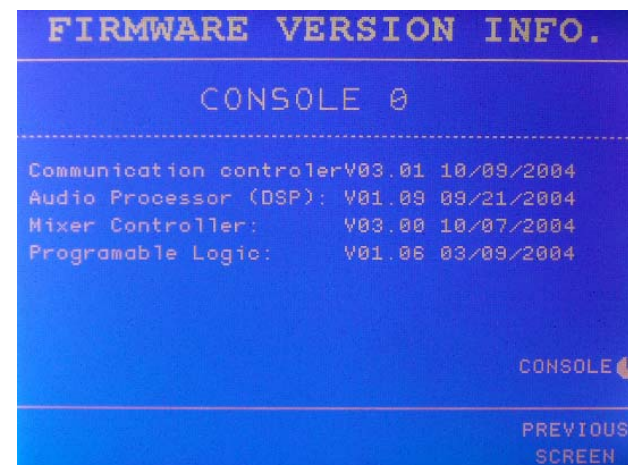 FIRMWARE VERSION INFO.
CONSOLE 0
Communication controlerV03.01 10/09/2004
Audio Processor (DSP): V01.09 09/21/2004
Mixer Controller: V03.00 10/07/2004
Programable Logic: V01.06 03/09/2004
CONSOLE
PREVIOUS
SCREEN